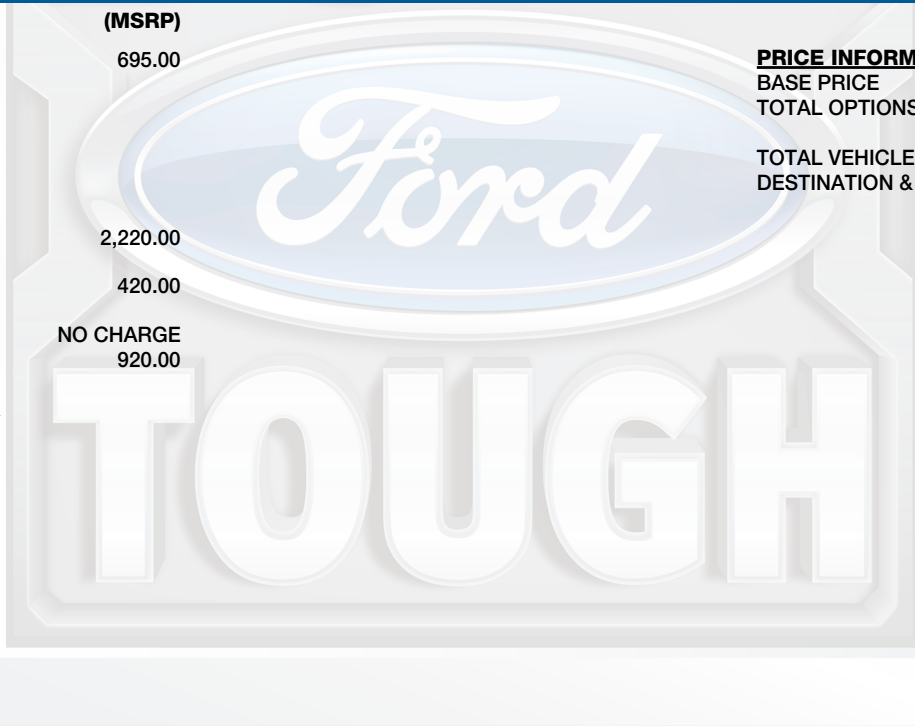 (MSRP)
695.00
2,220.00
420.00
NO CHARGE
920.00
PRICE INFORM
BASE PRICE
TOTAL OPTIONS
TOTAL VEHICLE
DESTINATION &
Ford
TOUGH